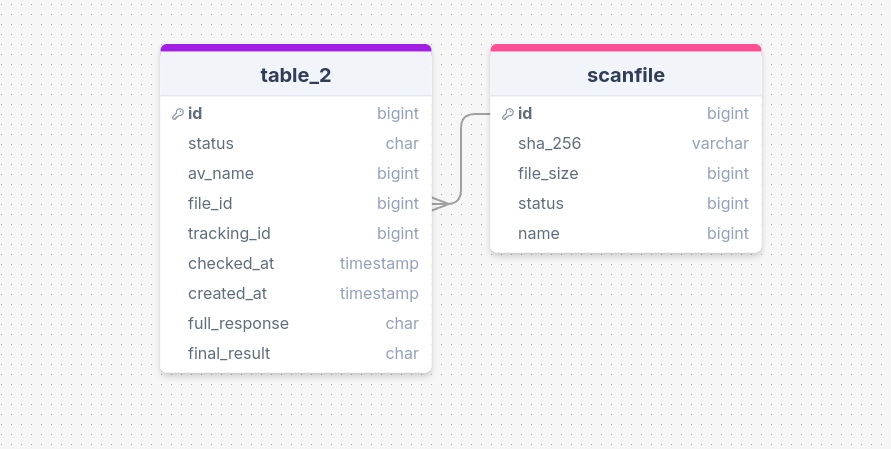 table_2
id bigint
status char
av_name bigint
file_id bigint
tracking_id bigint
checked_at timestamp
created_at timestamp
full_response char
final_result char
scanfile
id bigint
sha_256 varchar
file_size bigint
status bigint
name bigint